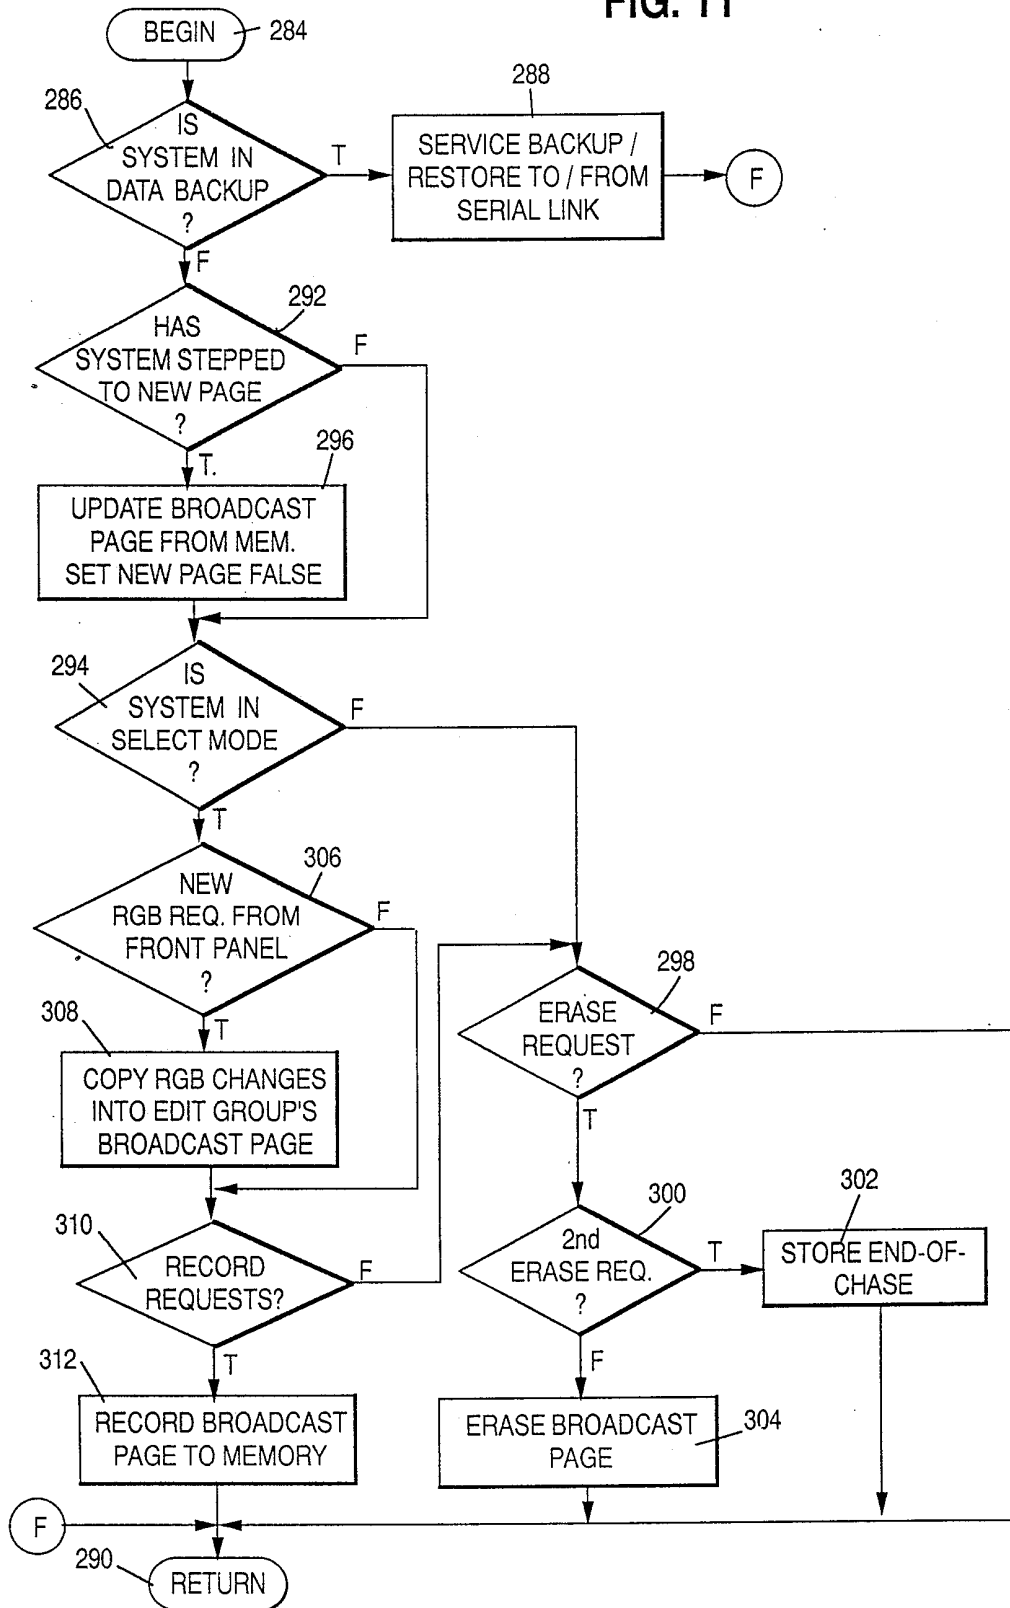 FIG. 11
BEGIN
284
286
IS
SYSTEM IN
DATA BACKUP
?
T
288
SERVICE BACKUP /
RESTORE TO / FROM
SERIAL LINK
F
F
292
HAS
SYSTEM STEPPED
TO NEW PAGE
?
F
T.
296
UPDATE BROADCAST
PAGE FROM MEM.
SET NEW PAGE FALSE
294
IS
SYSTEM IN
SELECT MODE
?
F
T
306
NEW
RGB REQ. FROM
FRONT PANEL
?
F
T
308
COPY RGB CHANGES
INTO EDIT GROUP'S
BROADCAST PAGE
310
RECORD
REQUESTS?
F
T
312
RECORD BROADCAST
PAGE TO MEMORY
298
ERASE
REQUEST
?
F
T
300
2nd
ERASE REQ.
?
T
302
STORE END-OF-
CHASE
F
ERASE BROADCAST
PAGE
304
F
290
RETURN